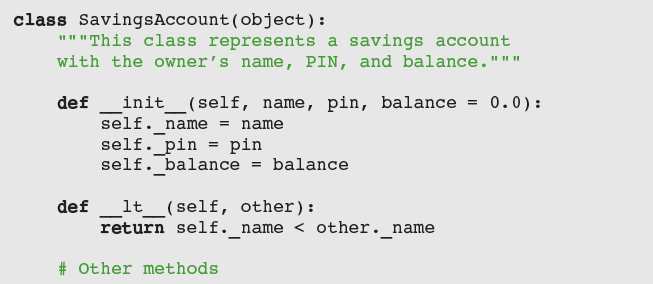 class SavingsAccount(object):
    """This class represents a savings account
    with the owner’s name, PIN, and balance."""

    def __init__(self, name, pin, balance = 0.0):
        self._name = name
        self._pin = pin
        self._balance = balance

    def __lt__(self, other):
        return self._name < other._name

    # Other methods